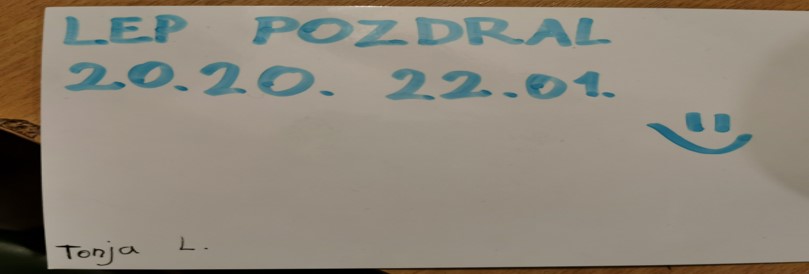 LEP POZDRAL
20.20. 22.01.
Tonja L.